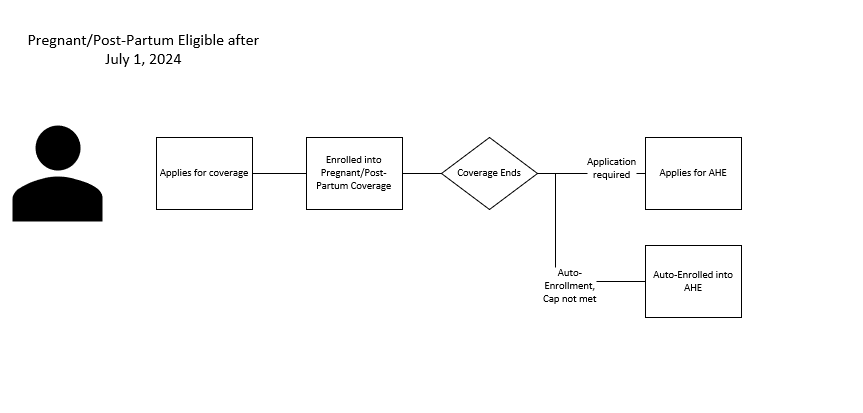 Pregnant/Post-Partum Eligible after
July 1, 2024
Applies for coverage
Enrolled into
Pregnant/Post-
Partum Coverage
Coverage Ends
Application
required
Applies for AHE
Auto-
Enrollment,
Cap not met
Auto-Enrolled into
AHE